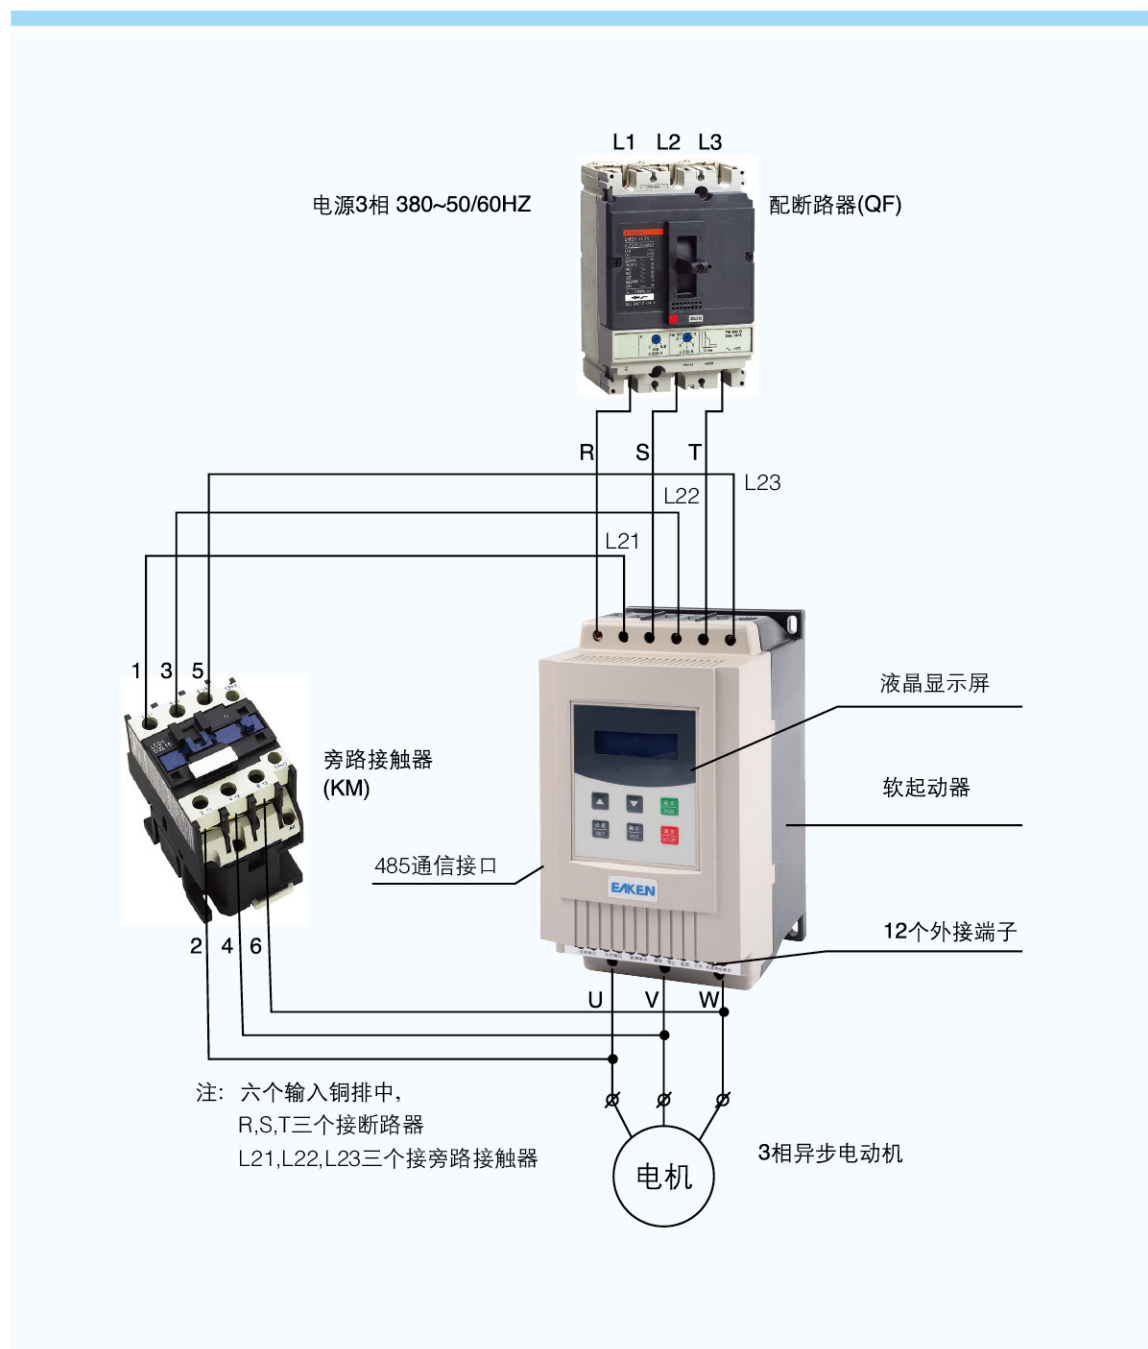 L1 L2 L3
电源3相 380~50/60HZ
配断路器(QF)
R S T
L23
L22
L21
1 3 5
液晶显示屏
旁路接触器
(KM)
软起动器
RUN
SET YES STOP
485通信接口
EAKEN
12个外接端子
2 4 6
U V W
注: 六个输入铜排中,
R,S,T三个接断路器
L21,L22,L23三个接旁路接触器
3相异步电动机
电机